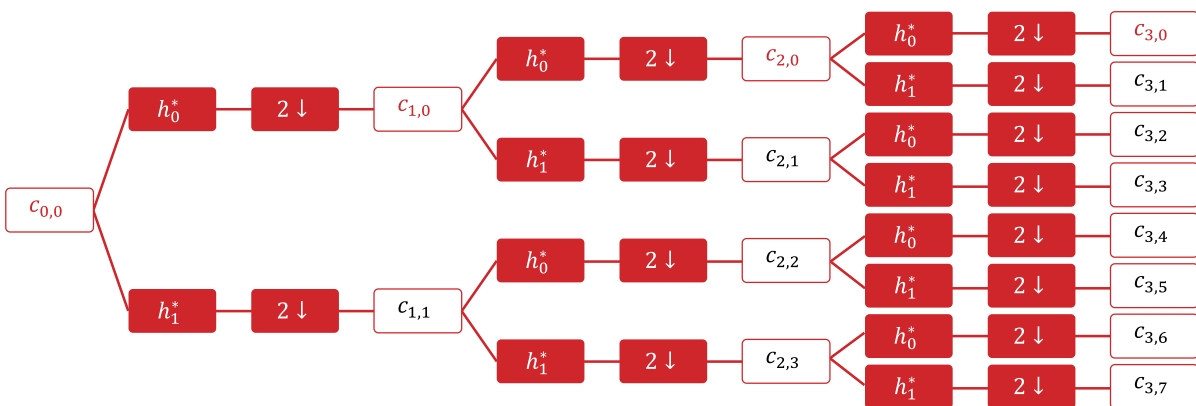 h₀* 2↓ c₃,₀
h₀* 2↓ c₂,₀
h₁* 2↓ c₃,₁
h₀* 2↓ c₁,₀
h₀* 2↓ c₃,₂
h₁* 2↓ c₂,₁
h₁* 2↓ c₃,₃
c₀,₀
h₀* 2↓ c₃,₄
h₀* 2↓ c₂,₂
h₁* 2↓ c₃,₅
h₁* 2↓ c₁,₁
h₀* 2↓ c₃,₆
h₁* 2↓ c₂,₃
h₁* 2↓ c₃,₇